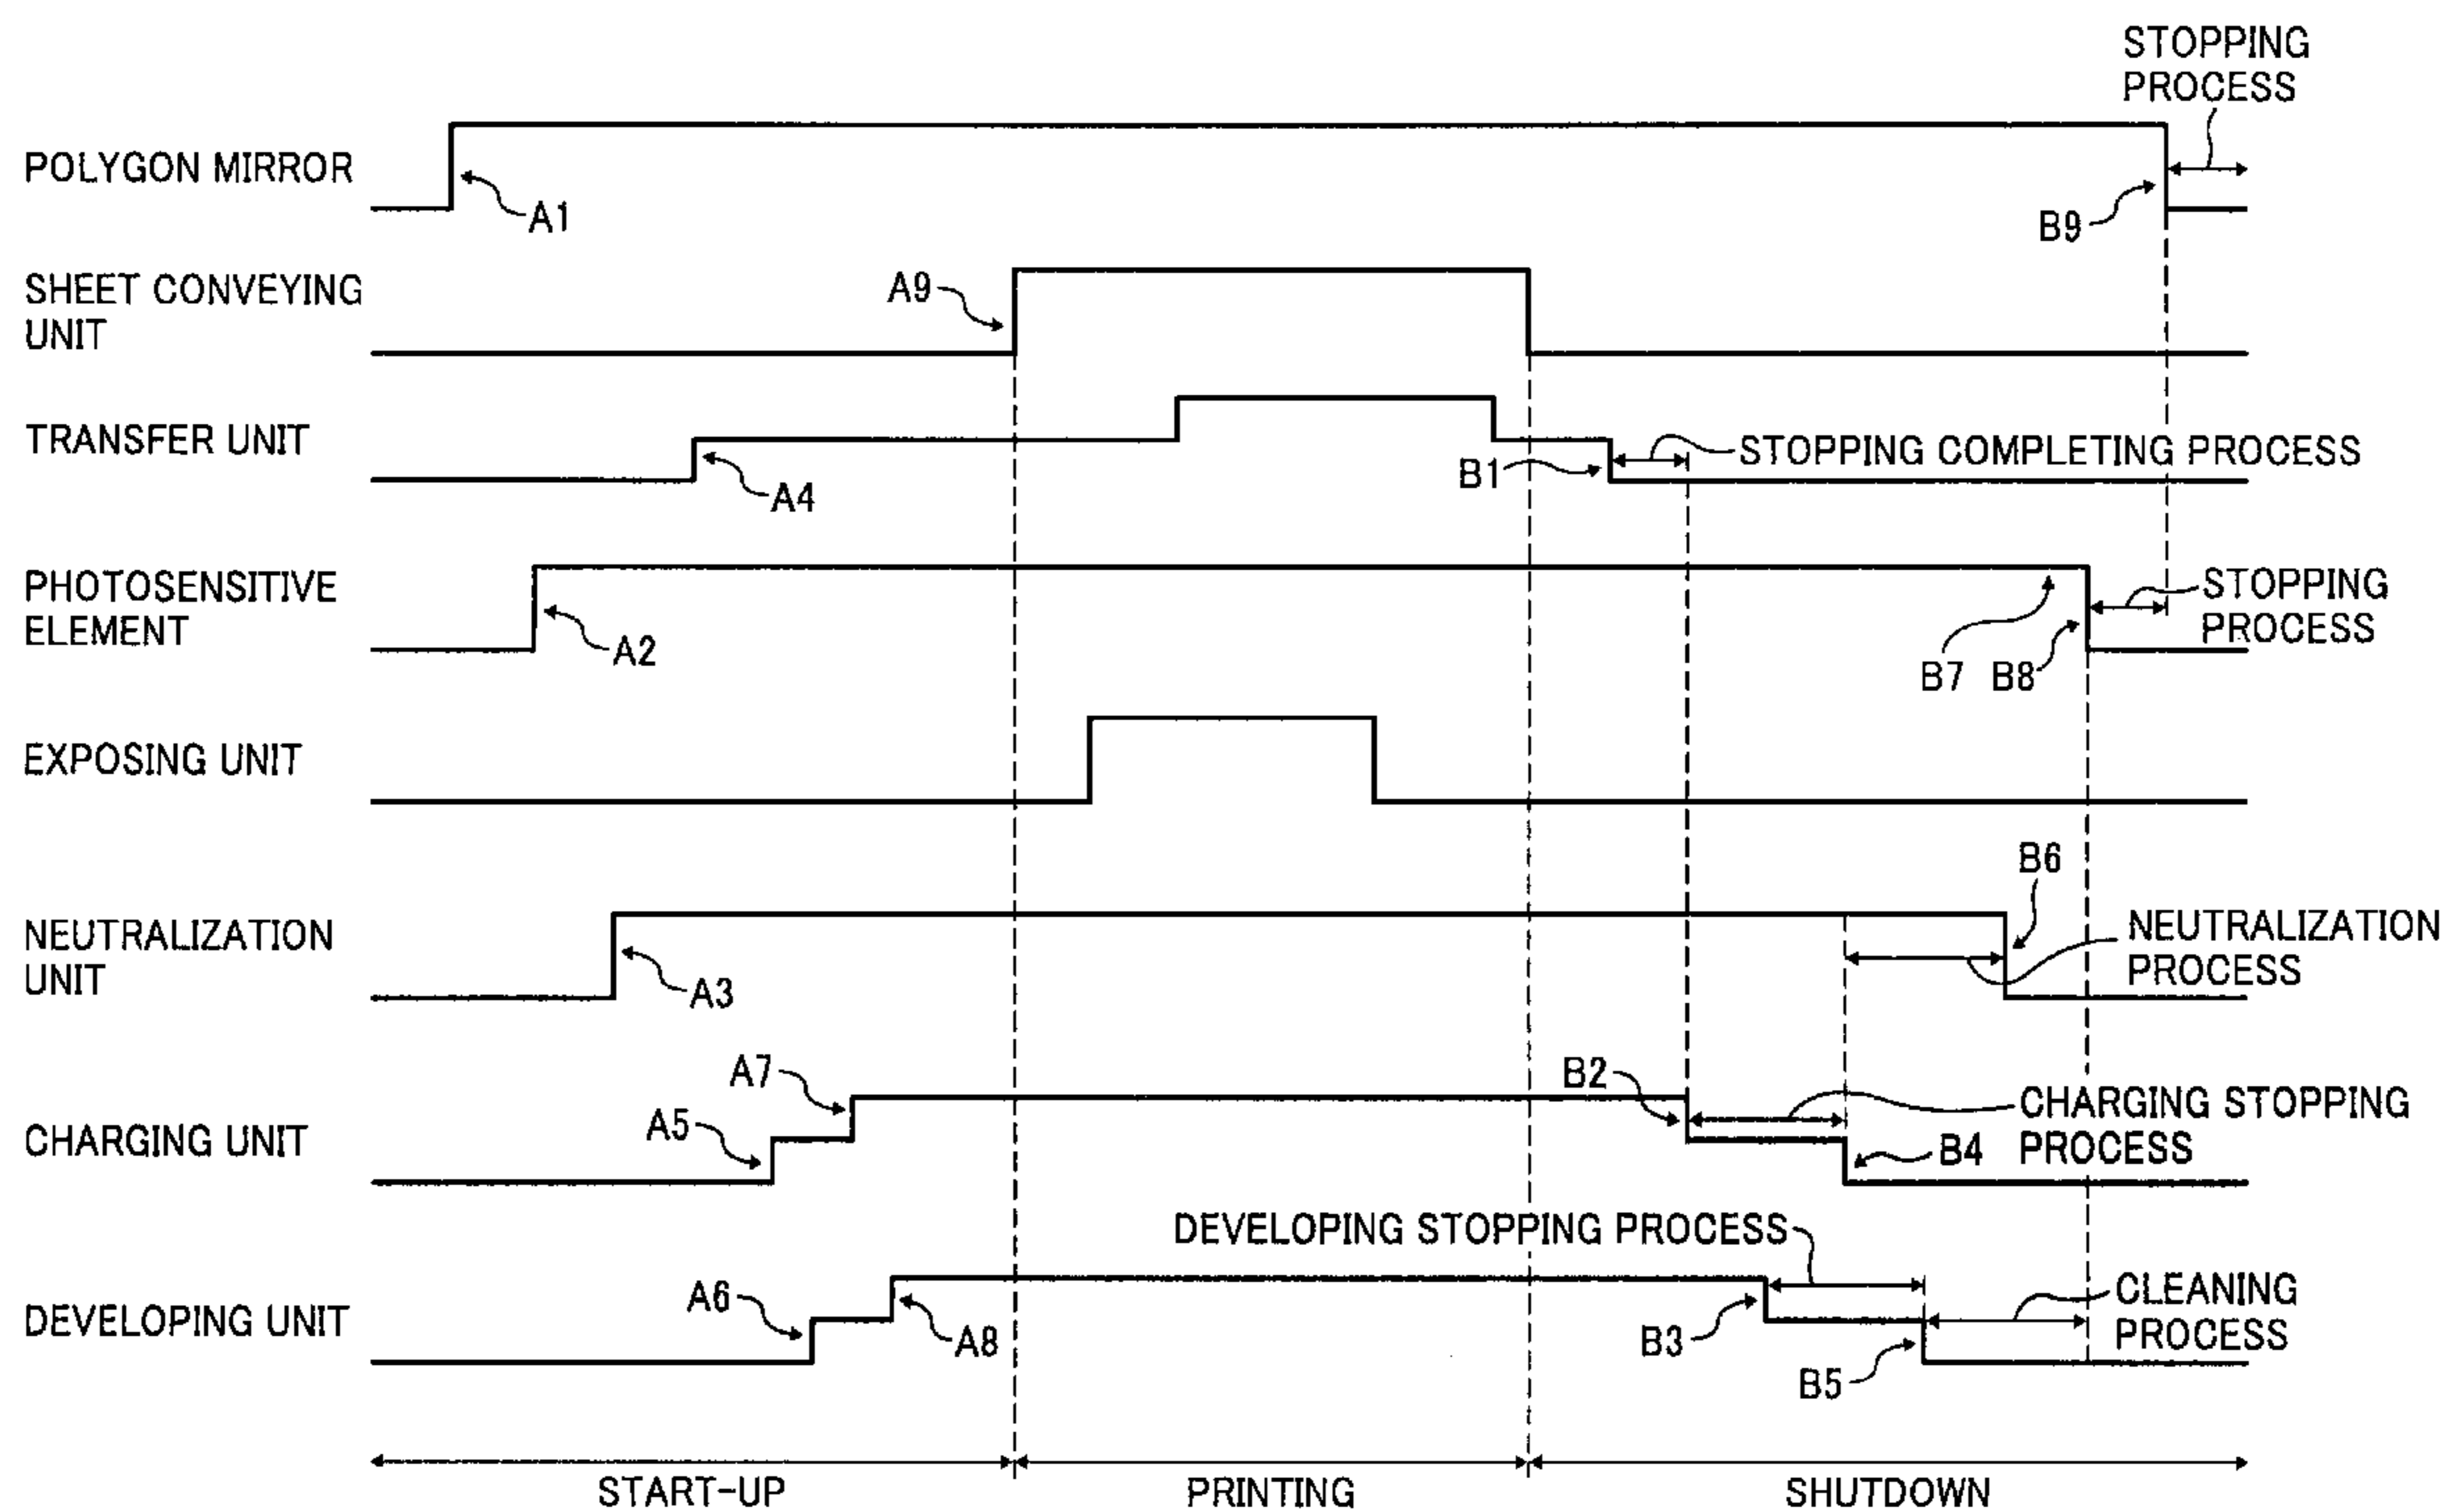 STOPPING
PROCESS
POLYGON MIRROR
A1
B9
SHEET CONVEYING
UNIT
A9
TRANSFER UNIT
A4
B1
STOPPING COMPLETING PROCESS
PHOTOSENSITIVE
ELEMENT
A2
B7
B8
STOPPING
PROCESS
EXPOSING UNIT
B6
NEUTRALIZATION
UNIT
A3
NEUTRALIZATION
PROCESS
A7
A5
B2
CHARGING UNIT
B4
CHARGING STOPPING
PROCESS
DEVELOPING STOPPING PROCESS
DEVELOPING UNIT
A6
A8
B3
B5
CLEANING
PROCESS
START-UP
PRINTING
SHUTDOWN